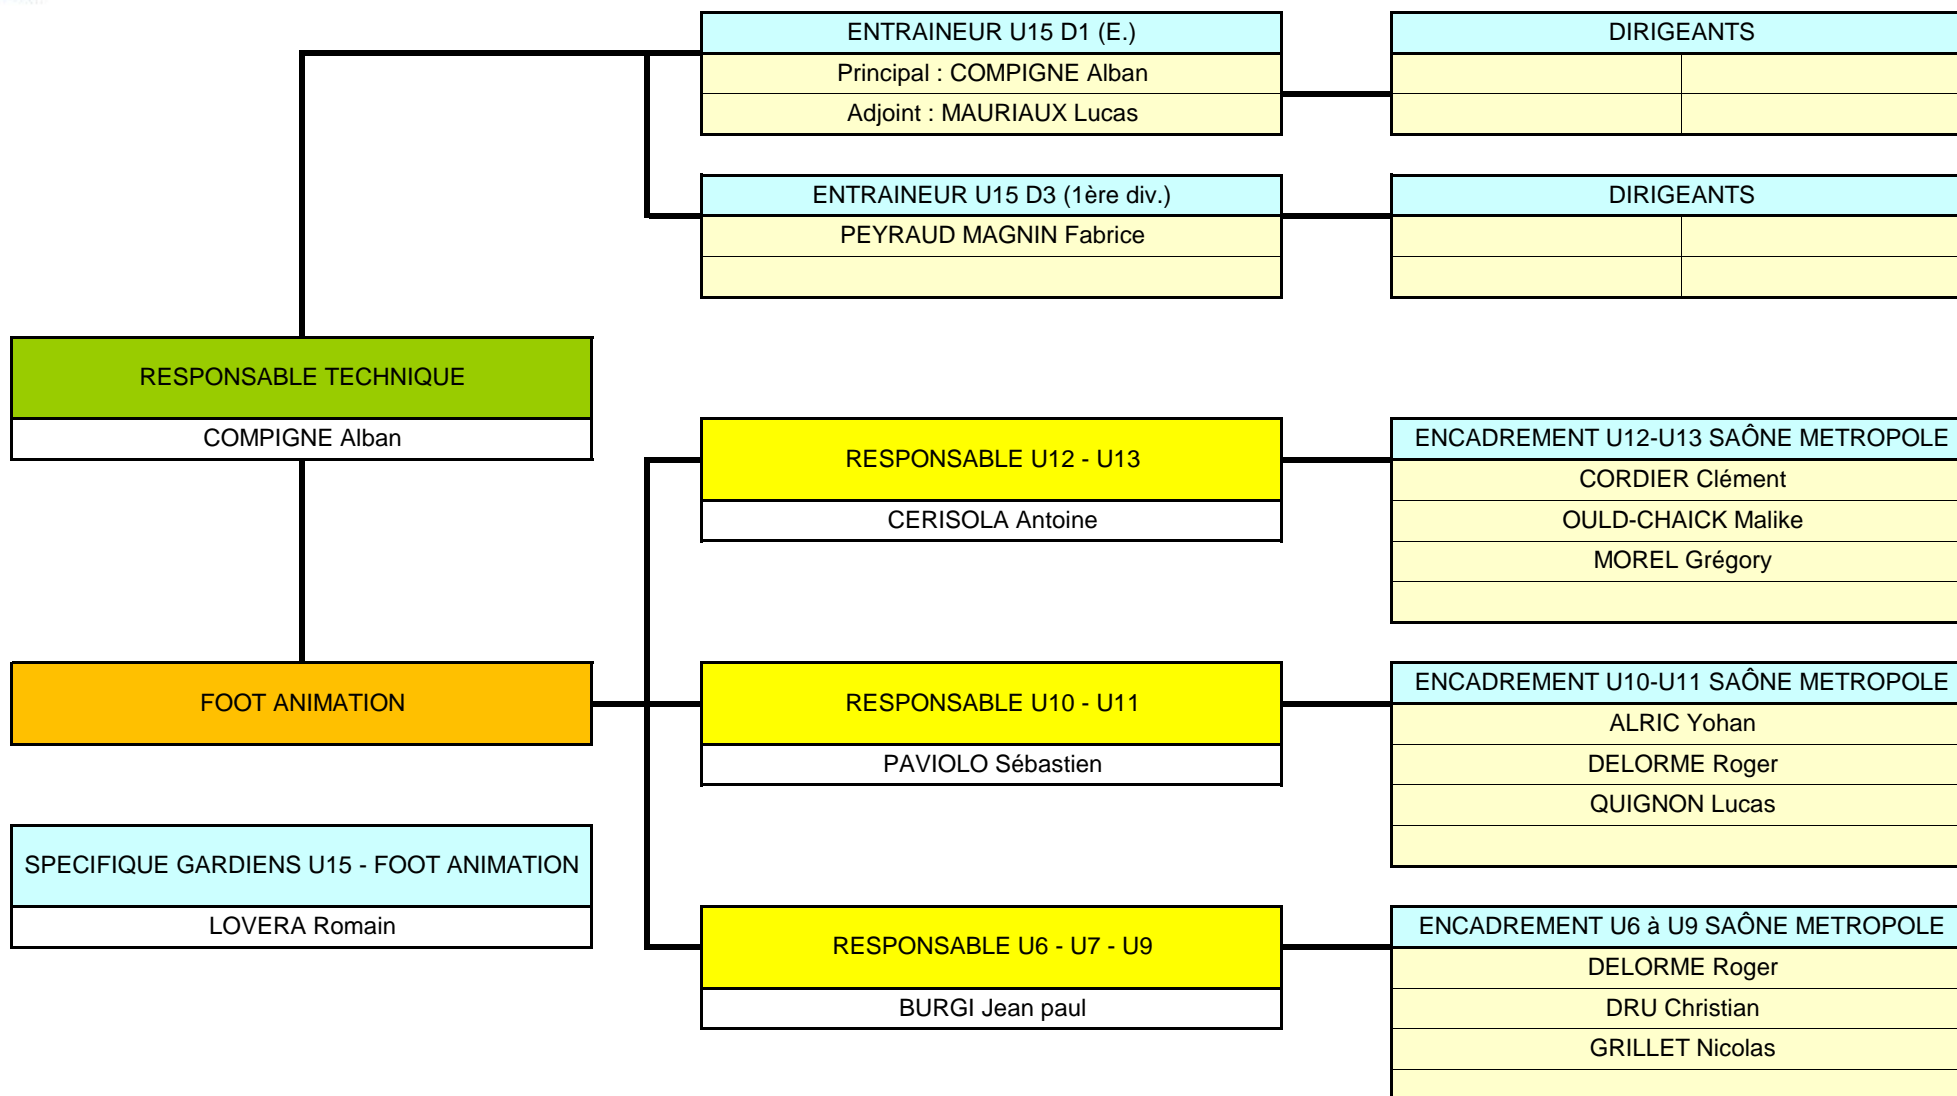 ENTRAINEUR U15 D1 (E.)
Principal : COMPIGNE Alban
Adjoint : MAURIAUX Lucas
DIRIGEANTS
ENTRAINEUR U15 D3 (1ère div.)
PEYRAUD MAGNIN Fabrice
DIRIGEANTS
RESPONSABLE TECHNIQUE
COMPIGNE Alban
RESPONSABLE U12 - U13
CERISOLA Antoine
ENCADREMENT U12-U13 SAÔNE METROPOLE
CORDIER Clément
OULD-CHAICK Malike
MOREL Grégory
FOOT ANIMATION
RESPONSABLE U10 - U11
PAVIOLO Sébastien
ENCADREMENT U10-U11 SAÔNE METROPOLE
ALRIC Yohan
DELORME Roger
QUIGNON Lucas
SPECIFIQUE GARDIENS U15 - FOOT ANIMATION
LOVERA Romain
RESPONSABLE U6 - U7 - U9
BURGI Jean paul
ENCADREMENT U6 à U9 SAÔNE METROPOLE
DELORME Roger
DRU Christian
GRILLET Nicolas